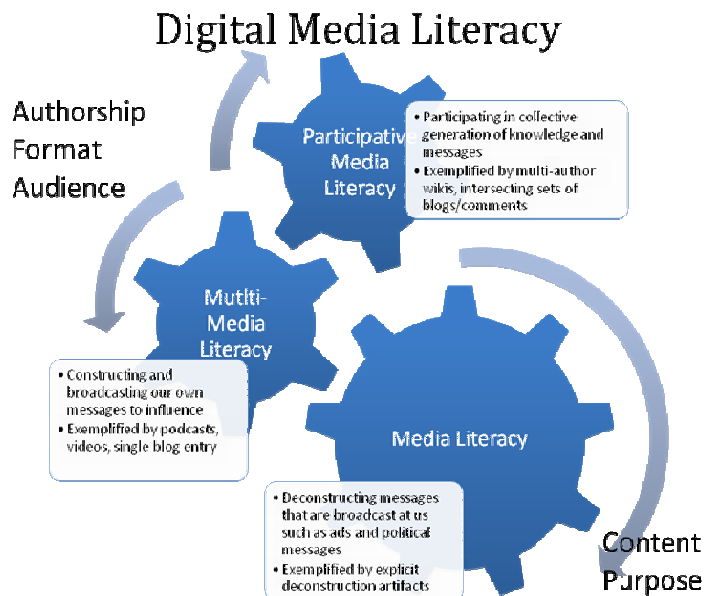 Digital Media Literacy
Authorship
Format
Audience
Participative
Media
Literacy
• Participating in collective
generation of knowledge and
messages
• Exemplified by multi-author
wikis, intersecting sets of
blogs/comments
Mutlti-
Media
Literacy
• Constructing and
broadcasting our own
messages to influence
• Exemplified by podcasts,
videos, single blog entry
Media Literacy
• Deconstructing messages
that are broadcast at us
such as ads and political
messages
• Exemplified by explicit
deconstruction artifacts
Content
Purpose